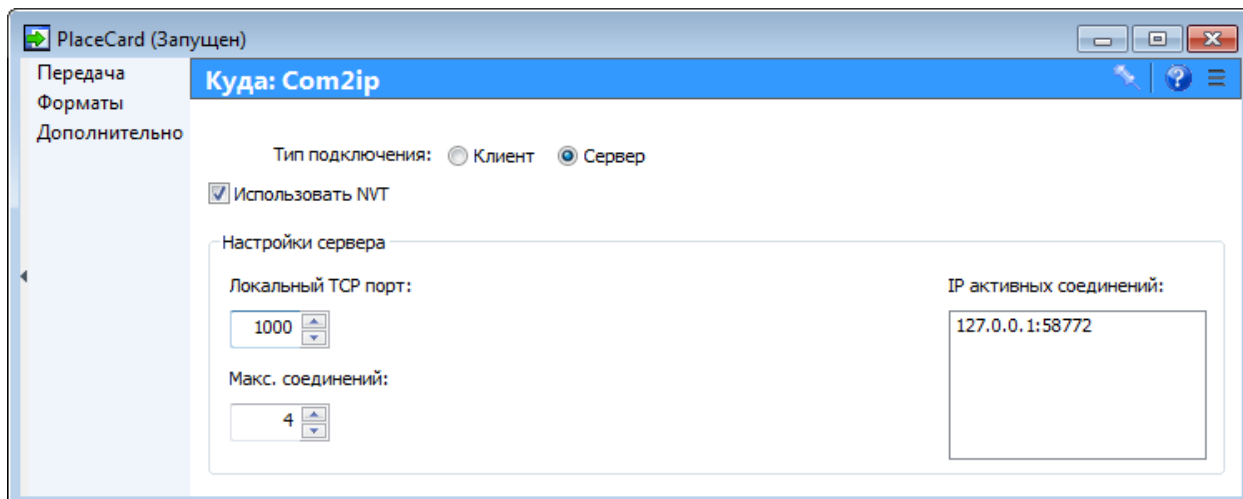 PlaceCard (Запущен)
Передача
Форматы
Дополнительно
Куда: Com2ip
Тип подключения: Клиент Сервер
Использовать NVT
Настройки сервера
Локальный TCP порт:
1000
Макс. соединений:
4
IP активных соединений:
127.0.0.1:58772